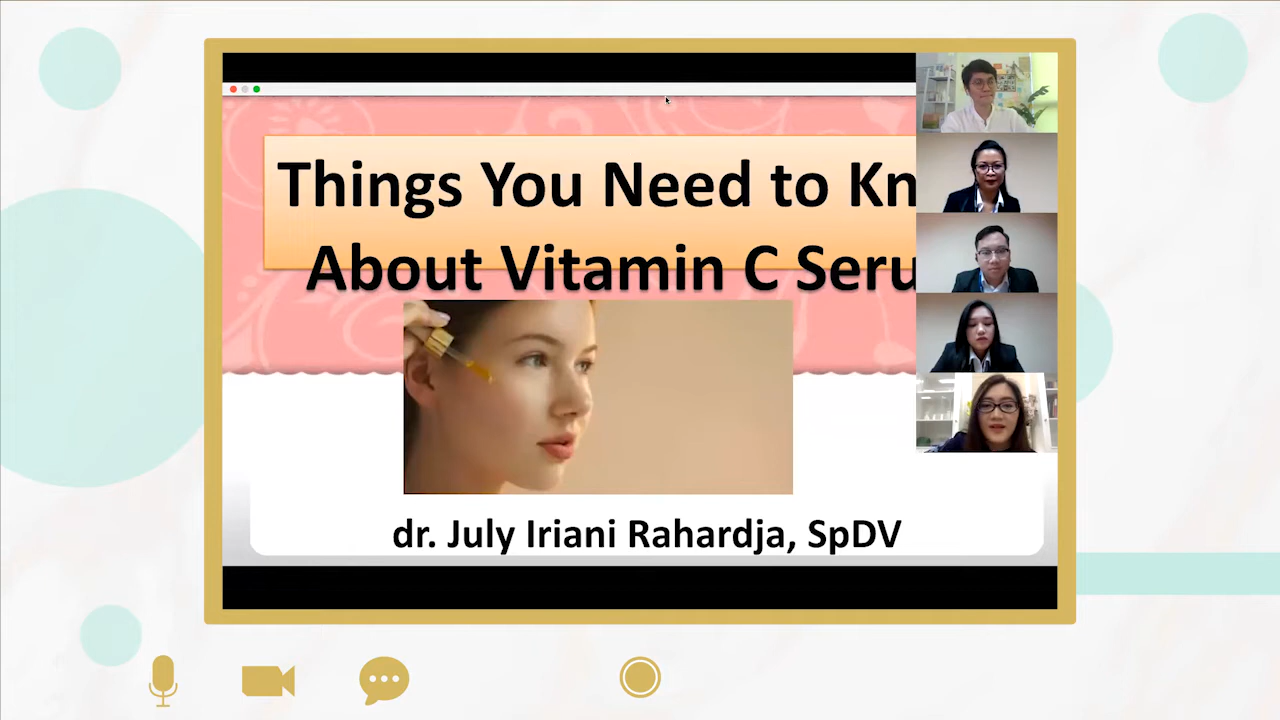 Things You Need to Kn
About Vitamin C Seru
dr. July Iriani Rahardja, SpDV